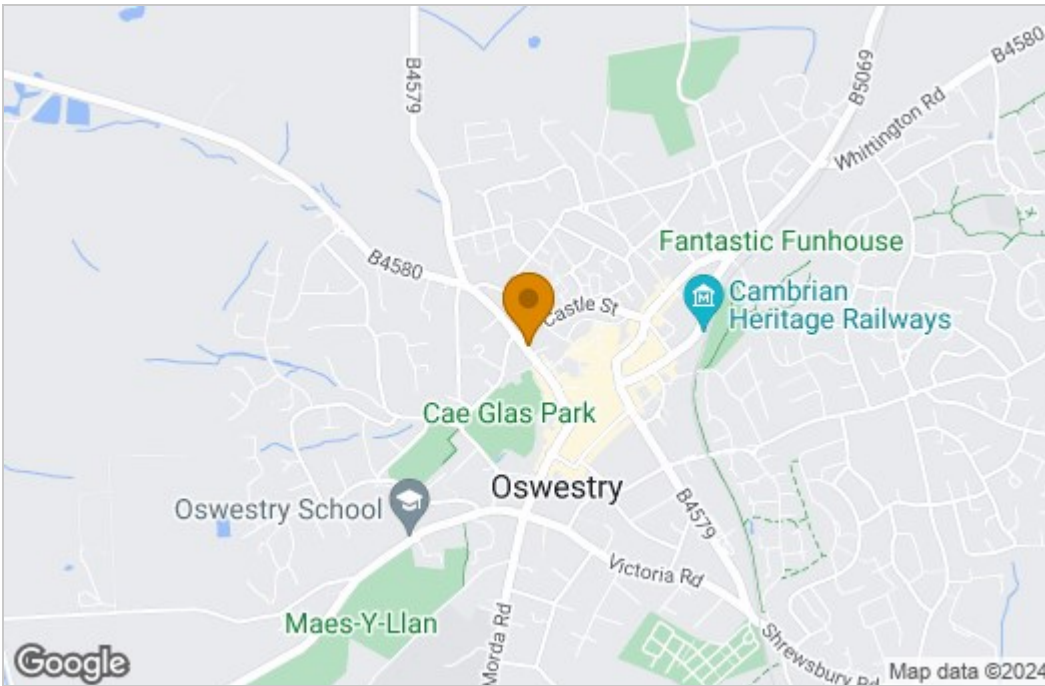 B4579
B4580
B5069
Whittington Rd
Fantastic Funhouse
B4580
Castle St
Cambrian
Heritage Railways
Cae Glas Park
Oswestry
Oswestry School
B4579
Victoria Rd
Maes-Y-Llan
Morda Rd
Shrewsbury Rd
Google
Map data ©2024